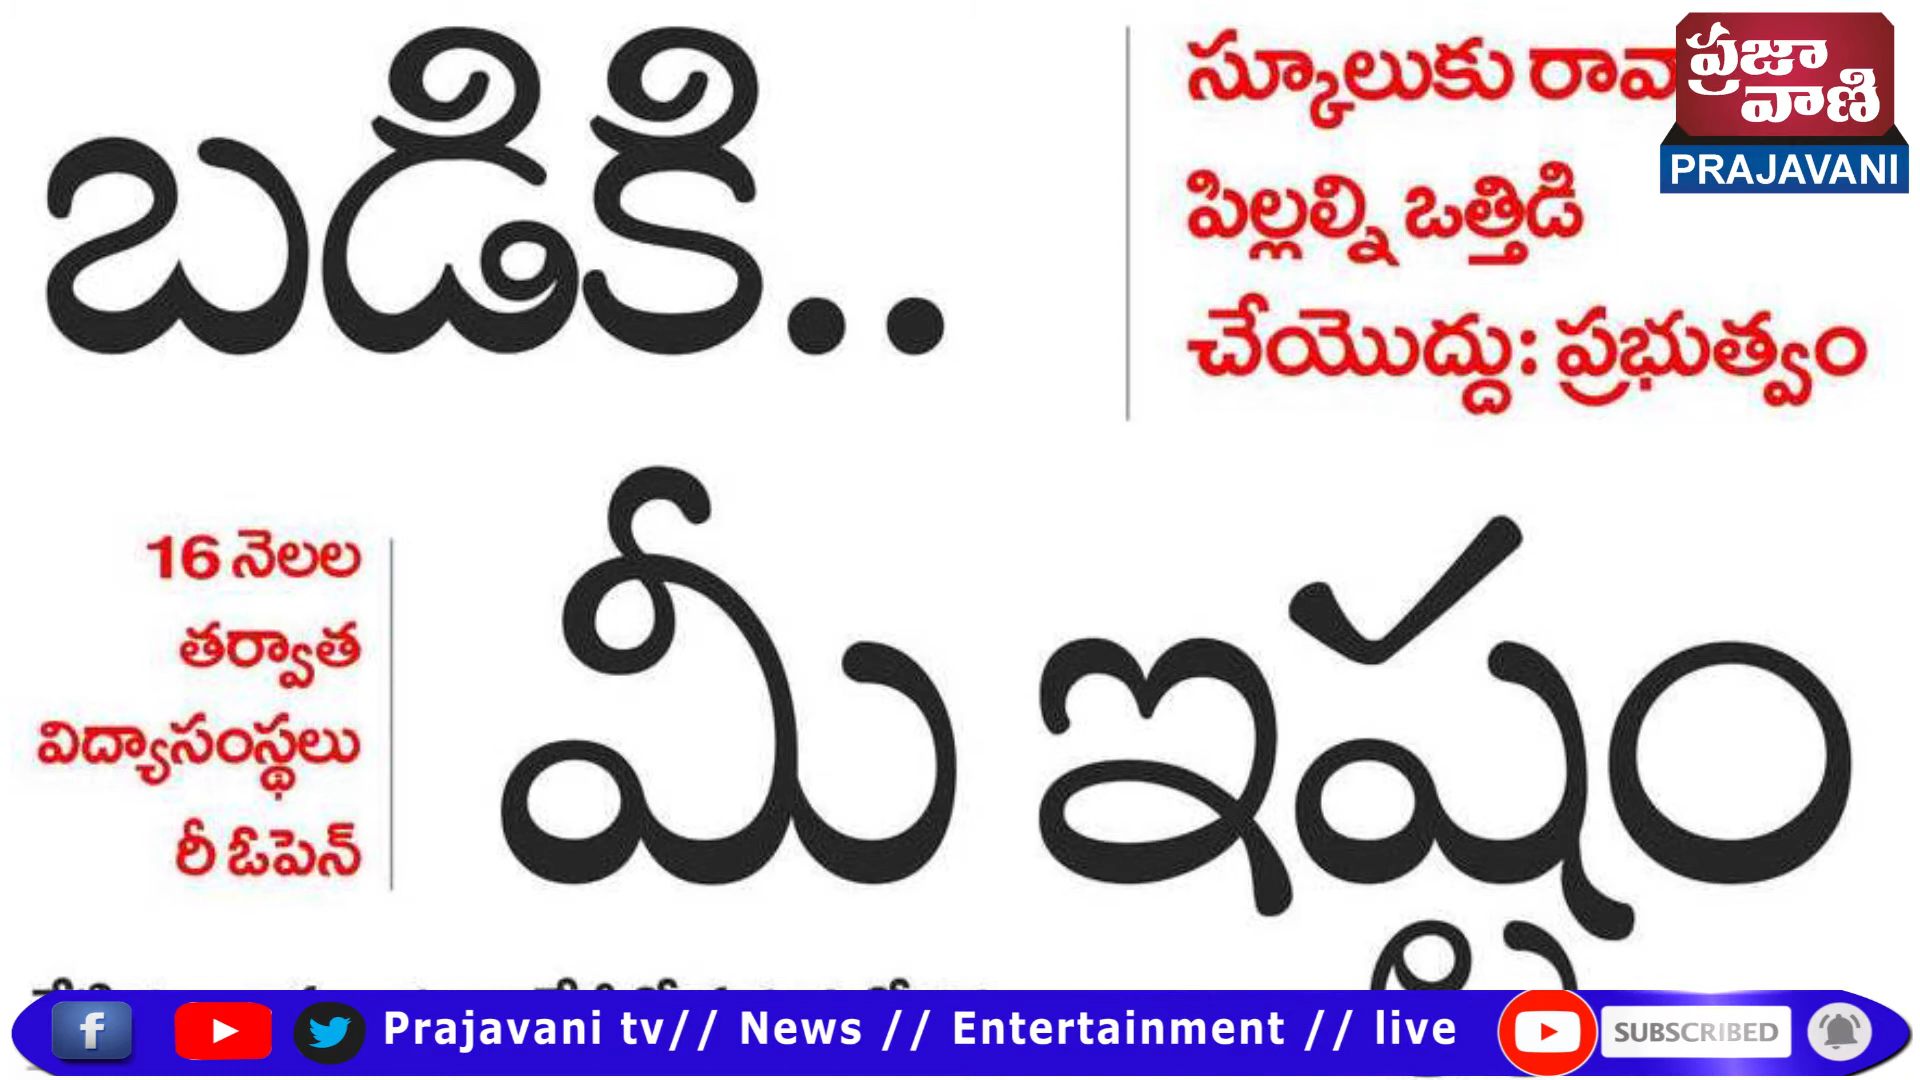 బడికి..
స్కూలుకు
పిల్లల్ని ఒత్తిడి
చేయొద్దు: ప్రభుత్వం
ప్రజా
వాణి
PRAJAVANI
16 నెలల
తర్వాత
విద్యాసంస్థలు
రీ ఓపెన్
మీ ఇష్టం
Prajavani tv// News // Entertainment // live
SUBSCRIBED